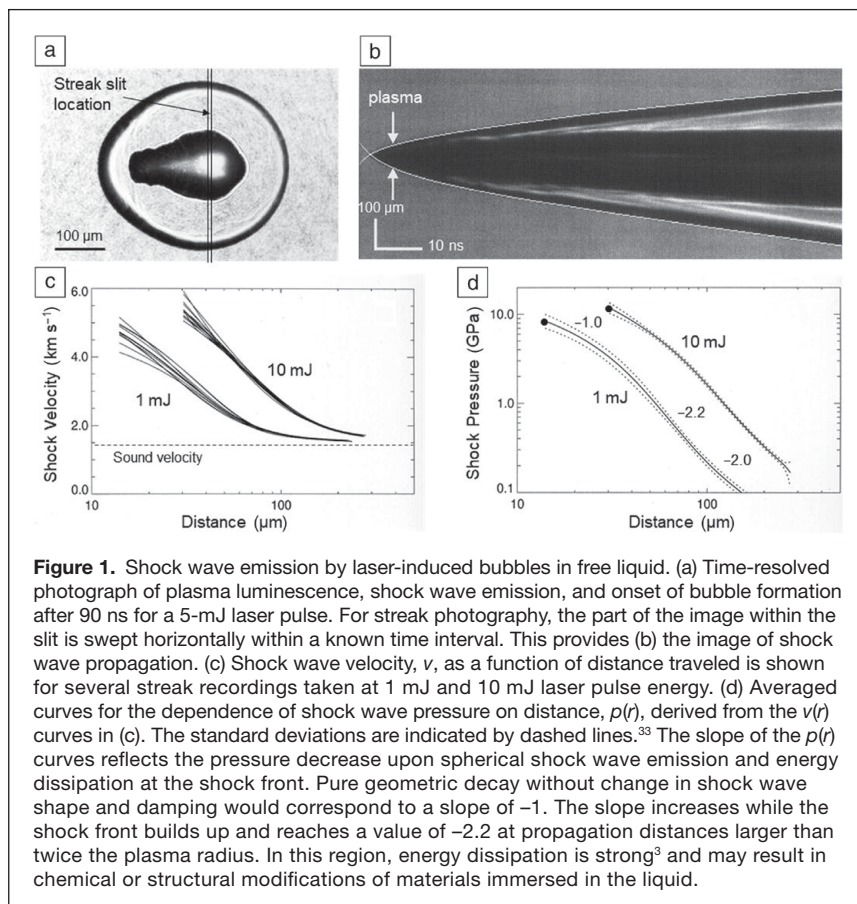 a
Streak slit
location
100 µm
b
plasma
100 µm
10 ns
c
6.0
4.0
2.0
0.0
Shock Velocity (km s⁻¹)
10 mJ
1 mJ
Sound velocity
10
100
Distance (µm)
d
10.0
1.0
0.1
Shock Pressure (GPa)
–1.0
10 mJ
1 mJ
–2.2
–2.0
10
100
Distance (µm)
Figure 1. Shock wave emission by laser-induced bubbles in free liquid. (a) Time-resolved
photograph of plasma luminescence, shock wave emission, and onset of bubble formation
after 90 ns for a 5-mJ laser pulse. For streak photography, the part of the image within the
slit is swept horizontally within a known time interval. This provides (b) the image of shock
wave propagation. (c) Shock wave velocity, v, as a function of distance traveled is shown
for several streak recordings taken at 1 mJ and 10 mJ laser pulse energy. (d) Averaged
curves for the dependence of shock wave pressure on distance, p(r), derived from the v(r)
curves in (c). The standard deviations are indicated by dashed lines.³³ The slope of the p(r)
curves reflects the pressure decrease upon spherical shock wave emission and energy
dissipation at the shock front. Pure geometric decay without change in shock wave
shape and damping would correspond to a slope of –1. The slope increases while the
shock front builds up and reaches a value of –2.2 at propagation distances larger than
twice the plasma radius. In this region, energy dissipation is strong³ and may result in
chemical or structural modifications of materials immersed in the liquid.